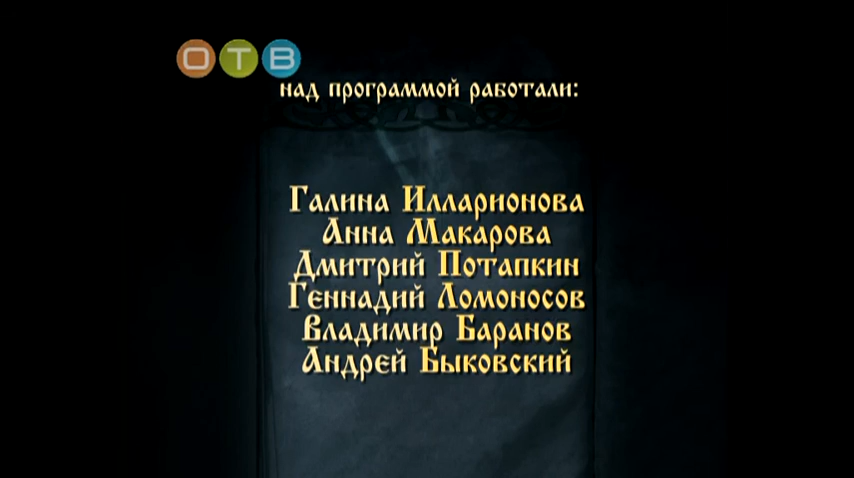 ОТВ
над программой работали:
Галина Илларионова
Анна Макарова
Дмитрий Потапкин
Геннадий Ломоносов
Владимир Баранов
Андрей Быковский